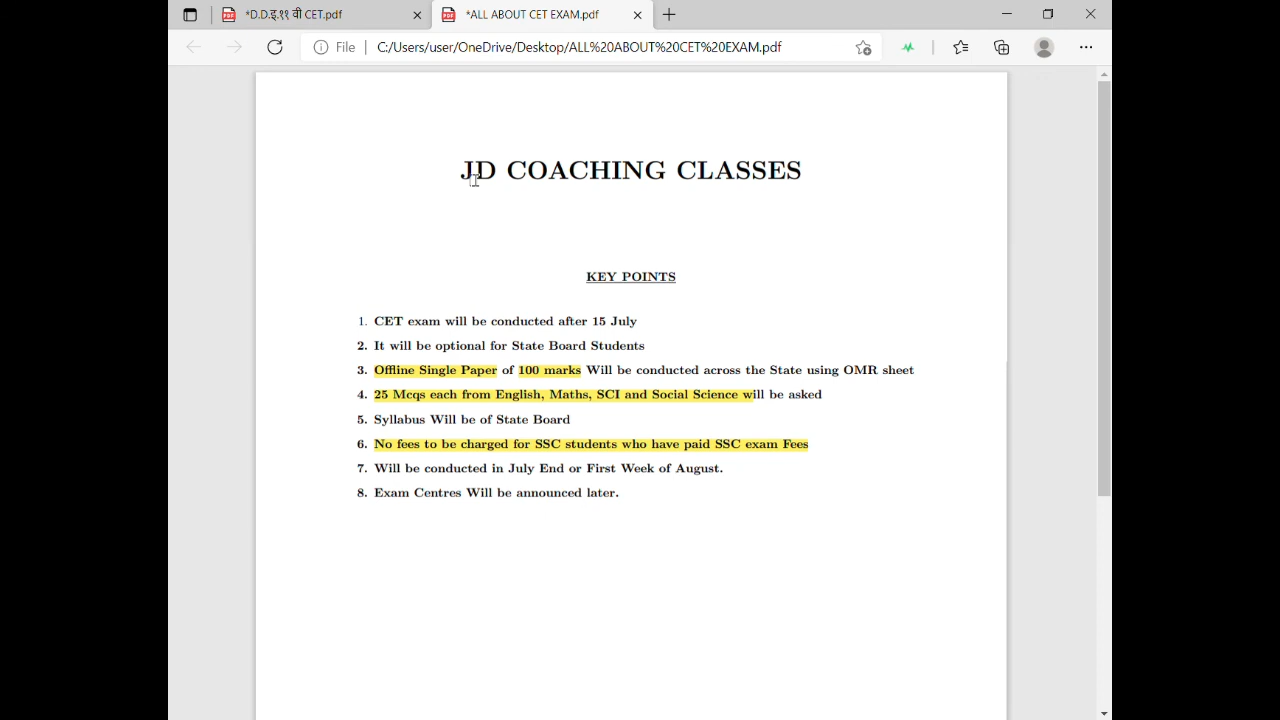 *D.D.इ.११ वी CET.pdf
*ALL ABOUT CET EXAM.pdf
File
C:/Users/user/OneDrive/Desktop/ALL%20ABOUT%20CET%20EXAM.pdf
JD COACHING CLASSES
KEY POINTS
1. CET exam will be conducted after 15 July
2. It will be optional for State Board Students
3. Offline Single Paper of 100 marks Will be conducted across the State using OMR sheet
4. 25 Mcqs each from English, Maths, SCI and Social Science will be asked
5. Syllabus Will be of State Board
6. No fees to be charged for SSC students who have paid SSC exam Fees
7. Will be conducted in July End or First Week of August.
8. Exam Centres Will be announced later.